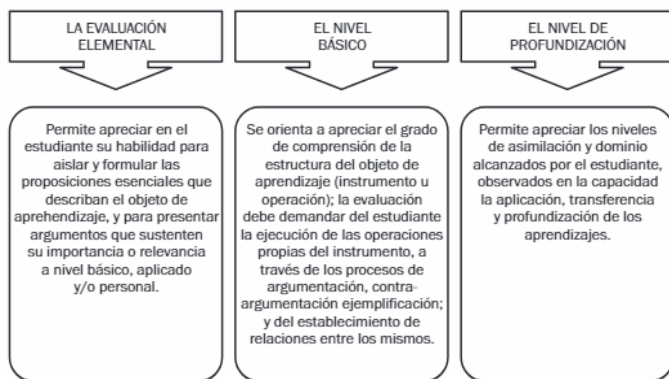 LA EVALUACIÓN
ELEMENTAL
EL NIVEL
BÁSICO
EL NIVEL DE
PROFUNDIZACIÓN
Permite apreciar en el
estudiante su habilidad para
aislar y formular las
proposiciones esenciales que
describan el objeto de
aprehendizaje, y para presentar
argumentos que sustenten
su importancia o relevancia
a nivel básico, aplicado
y/o personal.
Se orienta a apreciar el grado
de comprensión de la
estructura del objeto de
aprendizaje (instrumento u
operación); la evaluación
debe demandar del estudiante
la ejecución de las operaciones
propias del instrumento, a
través de los procesos de
argumentación, contra-
argumentación ejemplificación;
y del establecimiento de
relaciones entre los mismos.
Permite apreciar los niveles
de asimilación y dominio
alcanzados por el estudiante,
observados en la capacidad
la aplicación, transferencia
y profundización de los
aprendizajes.